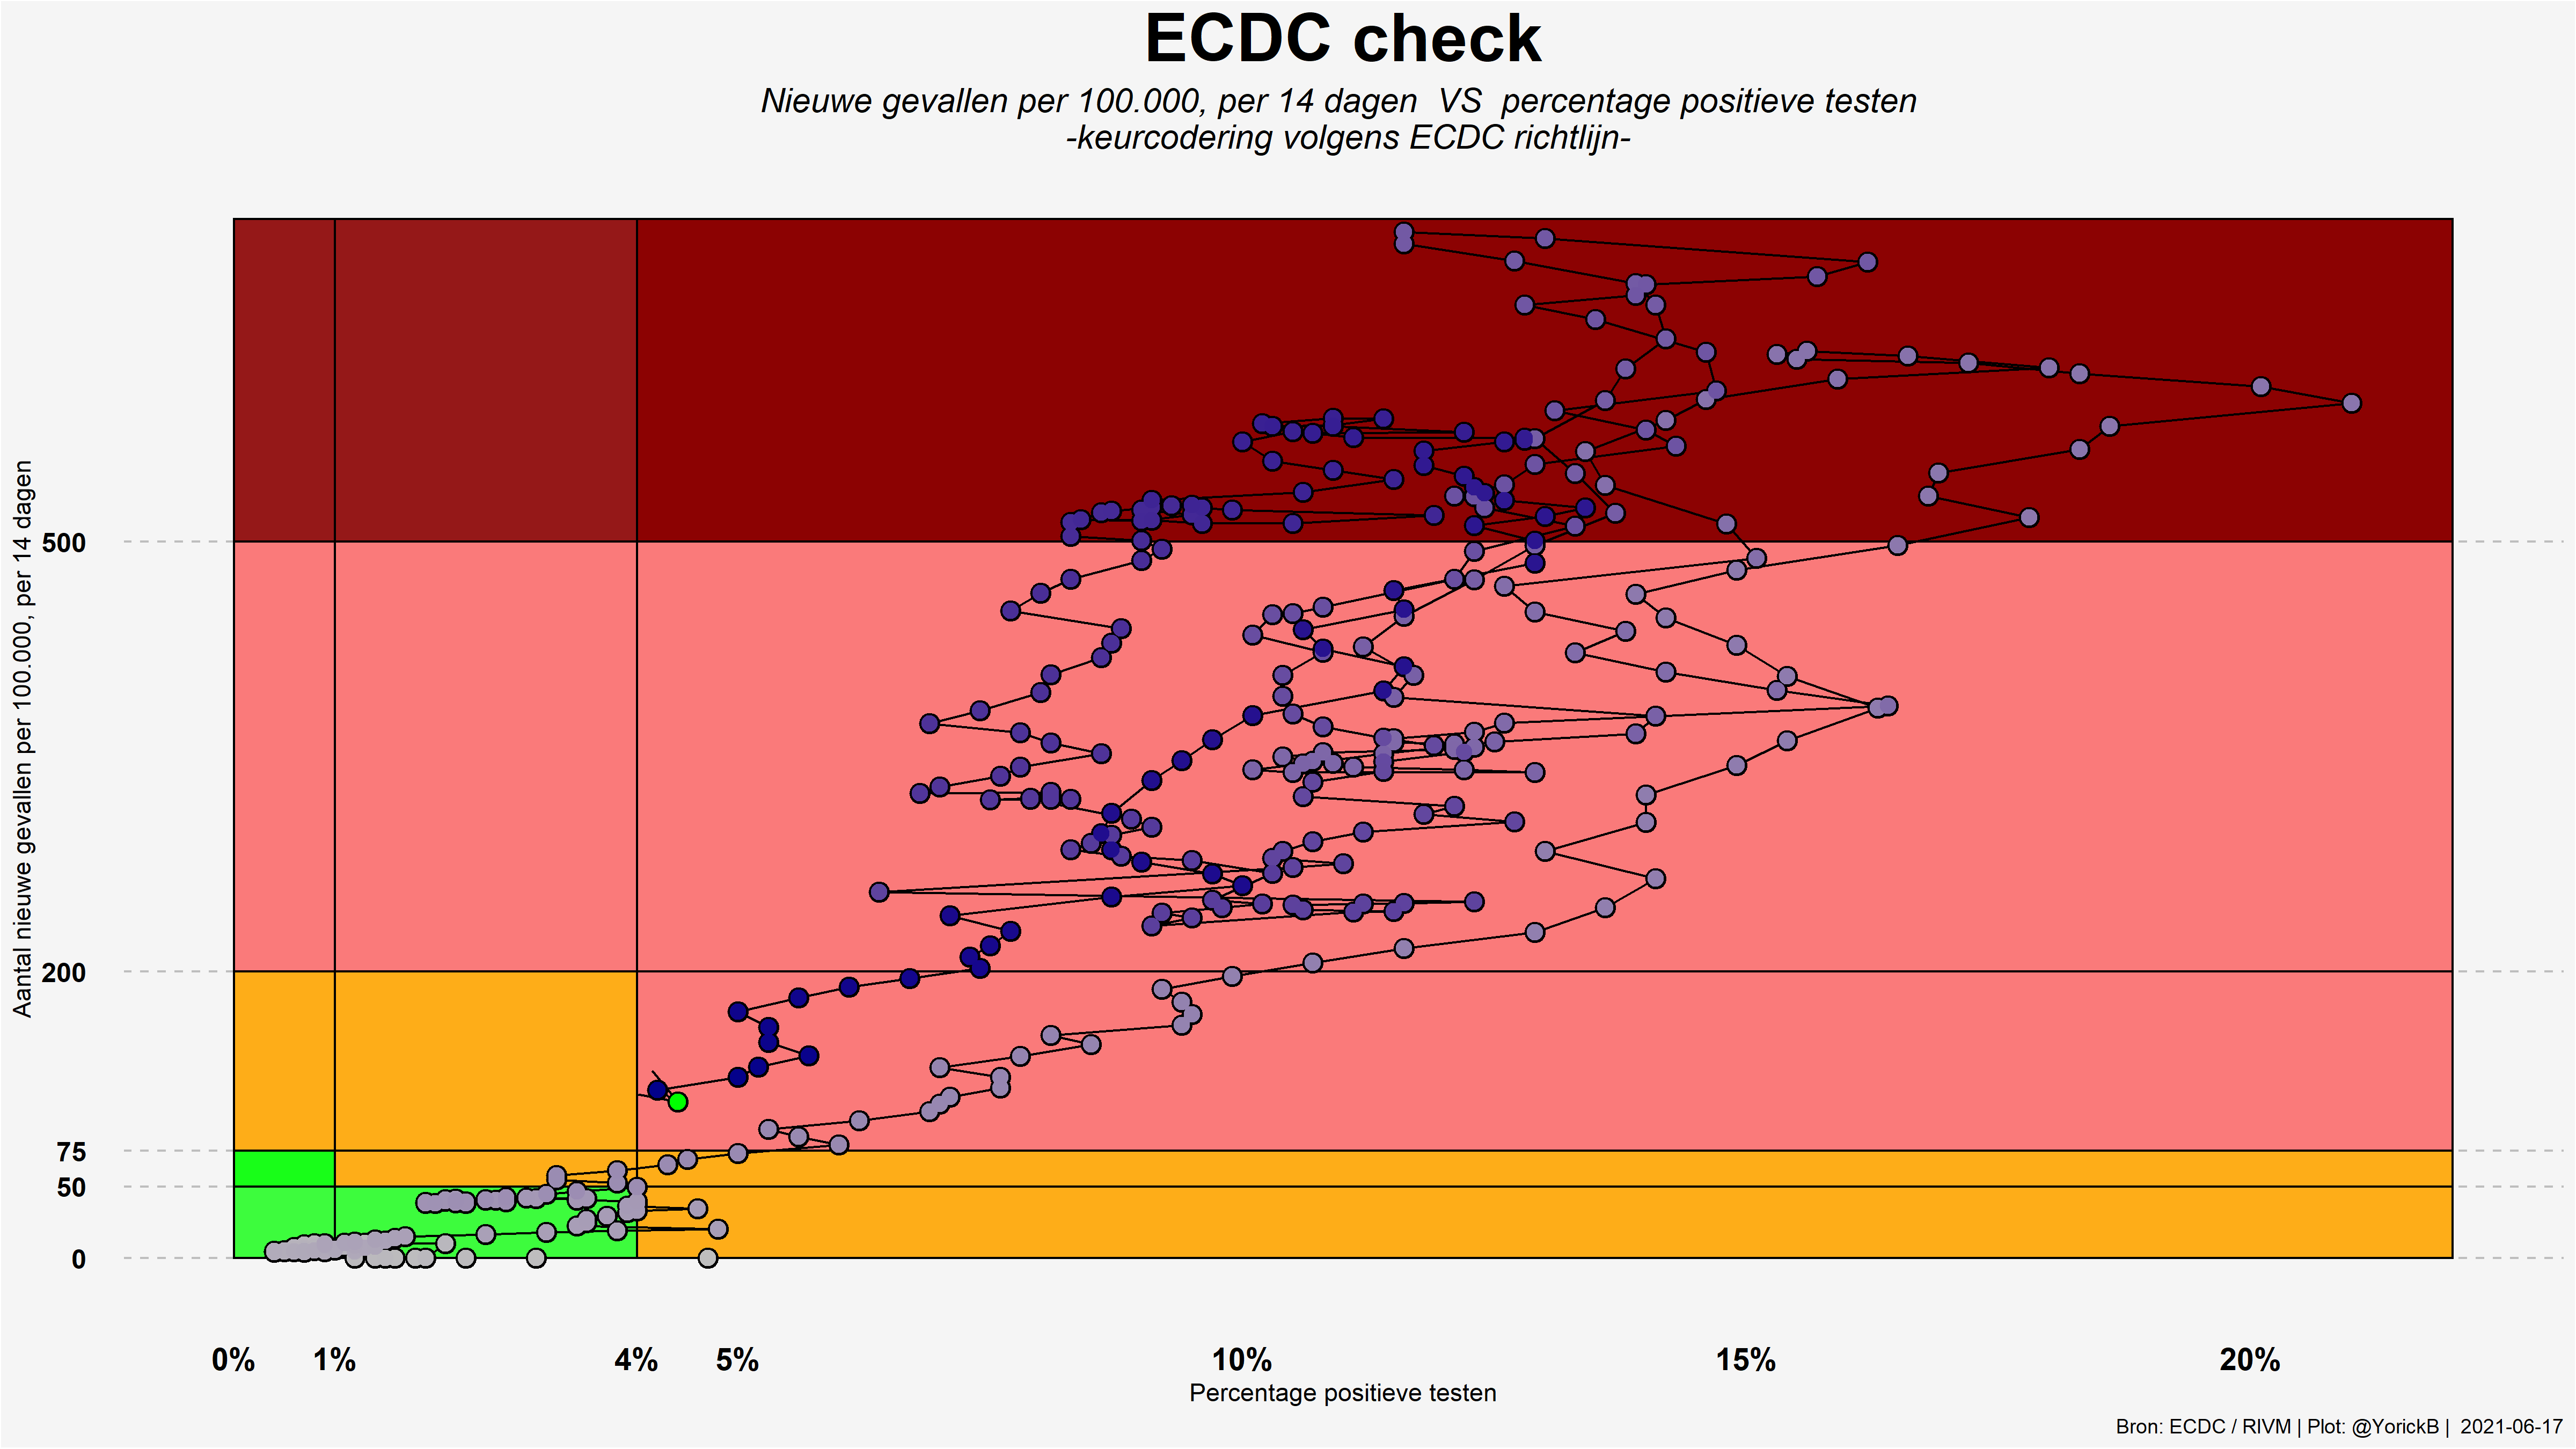 ECDC check
Nieuwe gevallen per 100.000, per 14 dagen  VS  percentage positieve testen
-keurcodering volgens ECDC richtlijn-
Aantal nieuwe gevallen per 100.000, per 14 dagen
500
200
75
50
0
0%
1%
4%
5%
10%
15%
20%
Percentage positieve testen
Bron: ECDC / RIVM | Plot: @YorickB |  2021-06-17